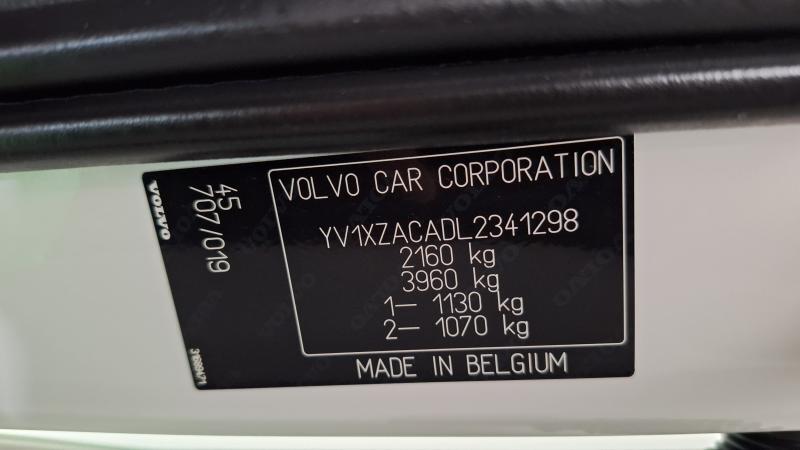 VOLVO
45
707/019
VOLVO CAR CORPORATION
YV1XZACADL2341298
2160 kg
3960 kg
1– 1130 kg
2– 1070 kg
MADE IN BELGIUM